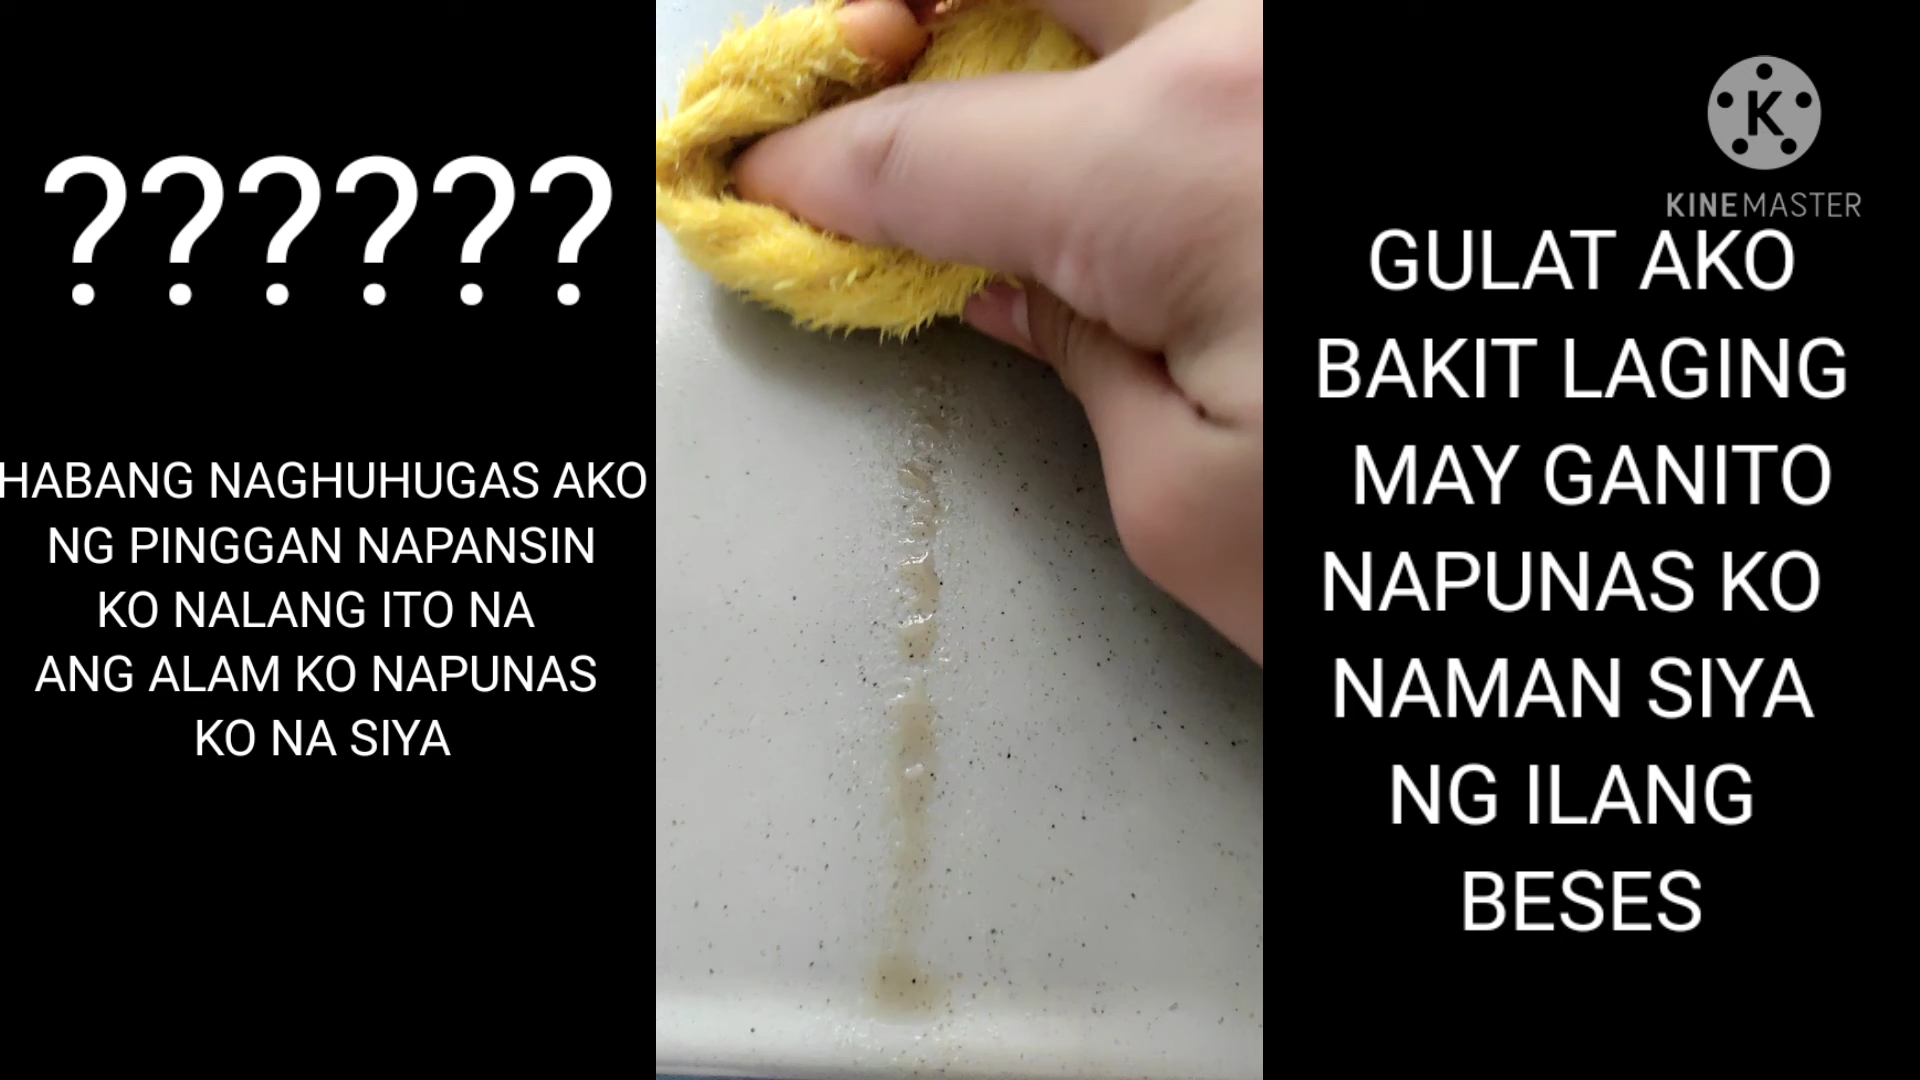 ??????
HABANG NAGHUHUGAS AKO
NG PINGGAN NAPANSIN
KO NALANG ITO NA
ANG ALAM KO NAPUNAS
KO NA SIYA
K
KINEMASTER
GULAT AKO
BAKIT LAGING
MAY GANITO
NAPUNAS KO
NAMAN SIYA
NG ILANG
BESES